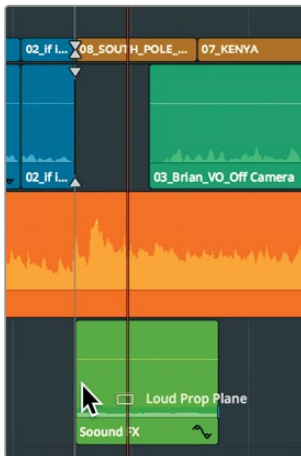 02_if i... 08_SOUTH_POLE_... 07_KENYA
02_if i... 03_Brian_VO_Off Camera
Loud Prop Plane
Soound FX